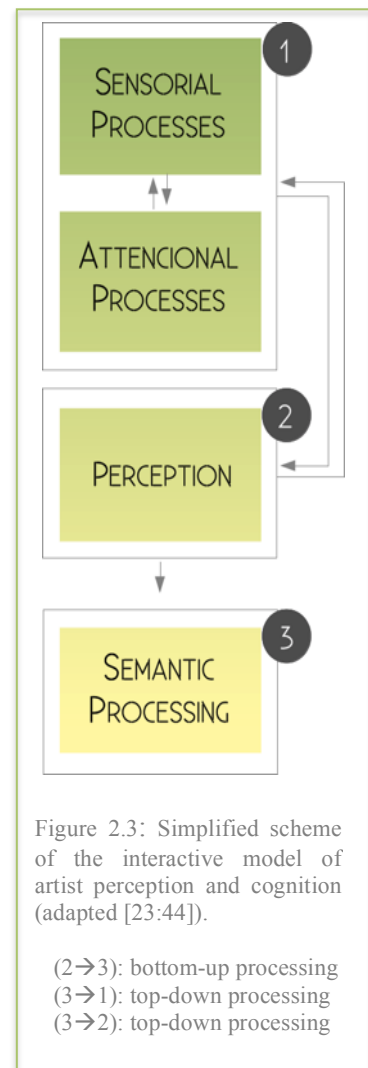 1
SENSORIAL
PROCESSES
ATTENCIONAL
PROCESSES
2
PERCEPTION
3
SEMANTIC
PROCESSING
Figure 2.3: Simplified scheme
of the interactive model of
artist perception and cognition
(adapted [23:44]).
(2→3): bottom-up processing
(3→1): top-down processing
(3→2): top-down processing